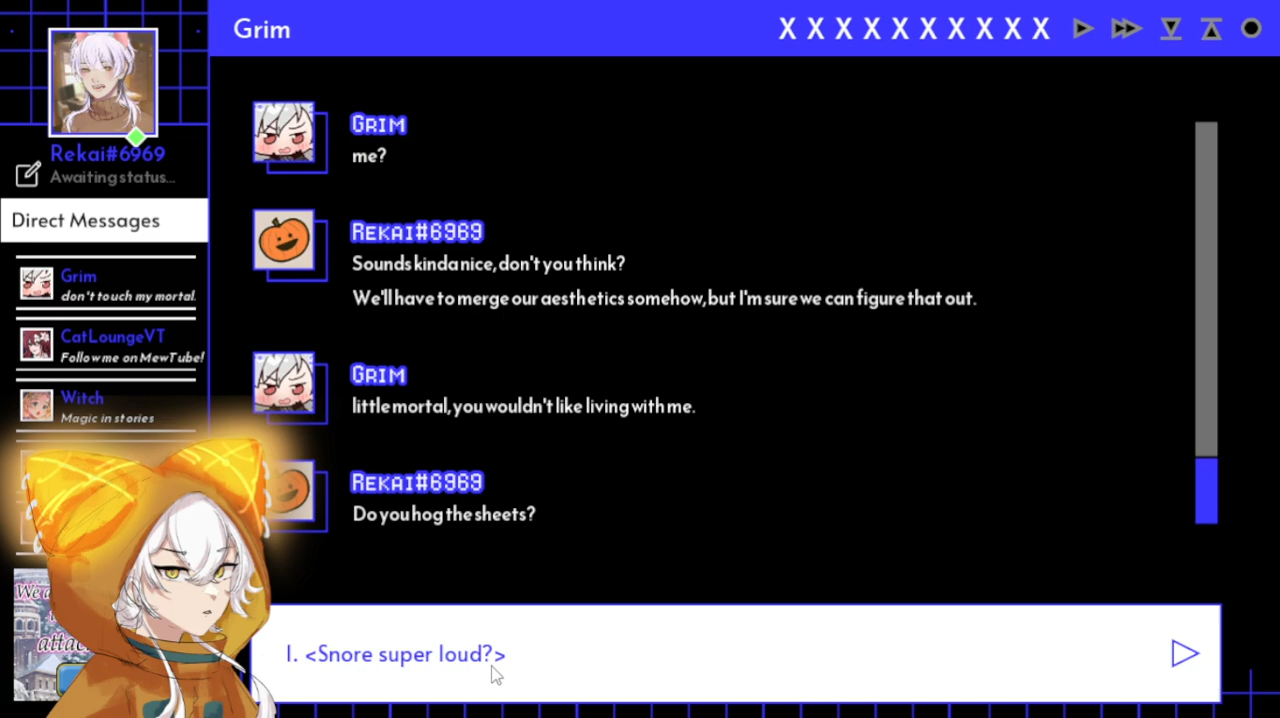 Grim
X X X X X X X X X X
Rekai#6969
Awaiting status...
Direct Messages
Grim
don't touch my mortal.
CatLoungeVT
Follow me on MewTube!
Witch
Magic in stories
We
attac
GRIM
me?
REKAI#6969
Sounds kinda nice, don't you think?
We'll have to merge our aesthetics somehow, but I'm sure we can figure that out.
GRIM
little mortal, you wouldn't like living with me.
REKAI#6969
Do you hog the sheets?
1. <Snore super loud?>